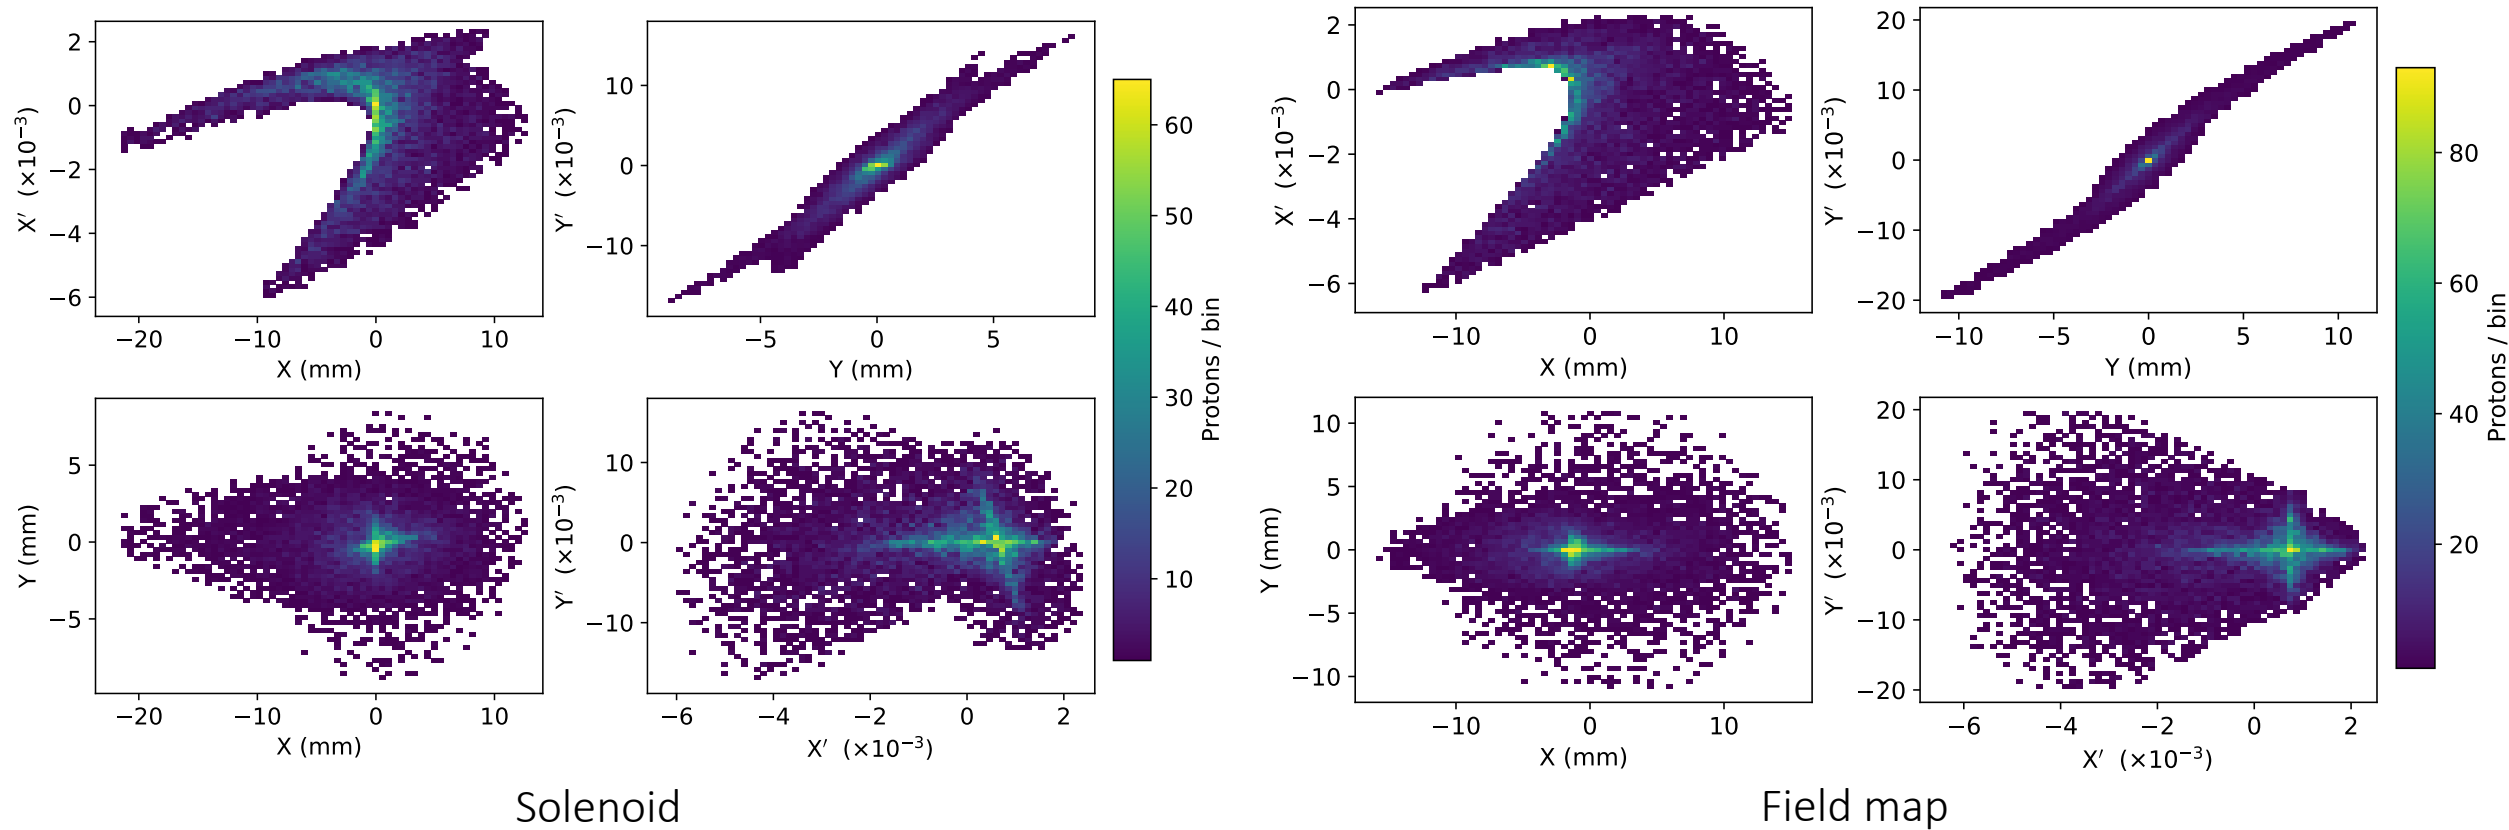 2
0
−2
−4
−6
X′ (×10⁻³)
−20 −10 0 10
X (mm)
10
0
−10
Y′ (×10⁻³)
−5 0 5
Y (mm)
5
0
−5
Y (mm)
−20 −10 0 10
X (mm)
10
0
−10
Y′ (×10⁻³)
−6 −4 −2 0 2
X′ (×10⁻³)
60
50
40
30
20
10
Protons / bin
Solenoid
2
0
−2
−4
−6
X′ (×10⁻³)
−10 0 10
X (mm)
20
10
0
−10
−20
Y′ (×10⁻³)
−10 −5 0 5 10
Y (mm)
10
5
0
−5
−10
Y (mm)
−10 0 10
X (mm)
20
10
0
−10
−20
Y′ (×10⁻³)
−6 −4 −2 0 2
X′ (×10⁻³)
80
60
40
20
Protons / bin
Field map